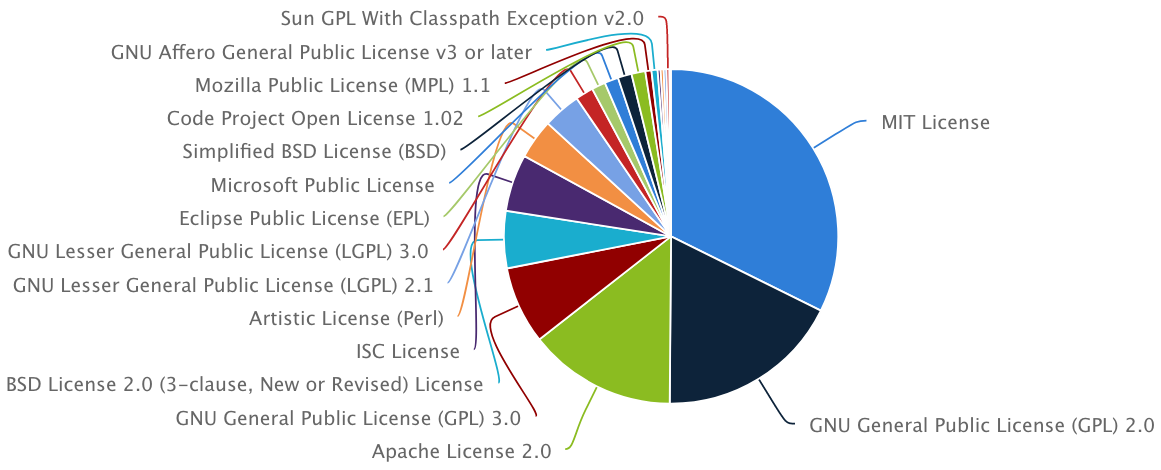 Sun GPL With Classpath Exception v2.0
GNU Affero General Public License v3 or later
Mozilla Public License (MPL) 1.1
Code Project Open License 1.02
Simplified BSD License (BSD)
Microsoft Public License
Eclipse Public License (EPL)
GNU Lesser General Public License (LGPL) 3.0
GNU Lesser General Public License (LGPL) 2.1
Artistic License (Perl)
ISC License
BSD License 2.0 (3-clause, New or Revised) License
GNU General Public License (GPL) 3.0
Apache License 2.0
MIT License
GNU General Public License (GPL) 2.0